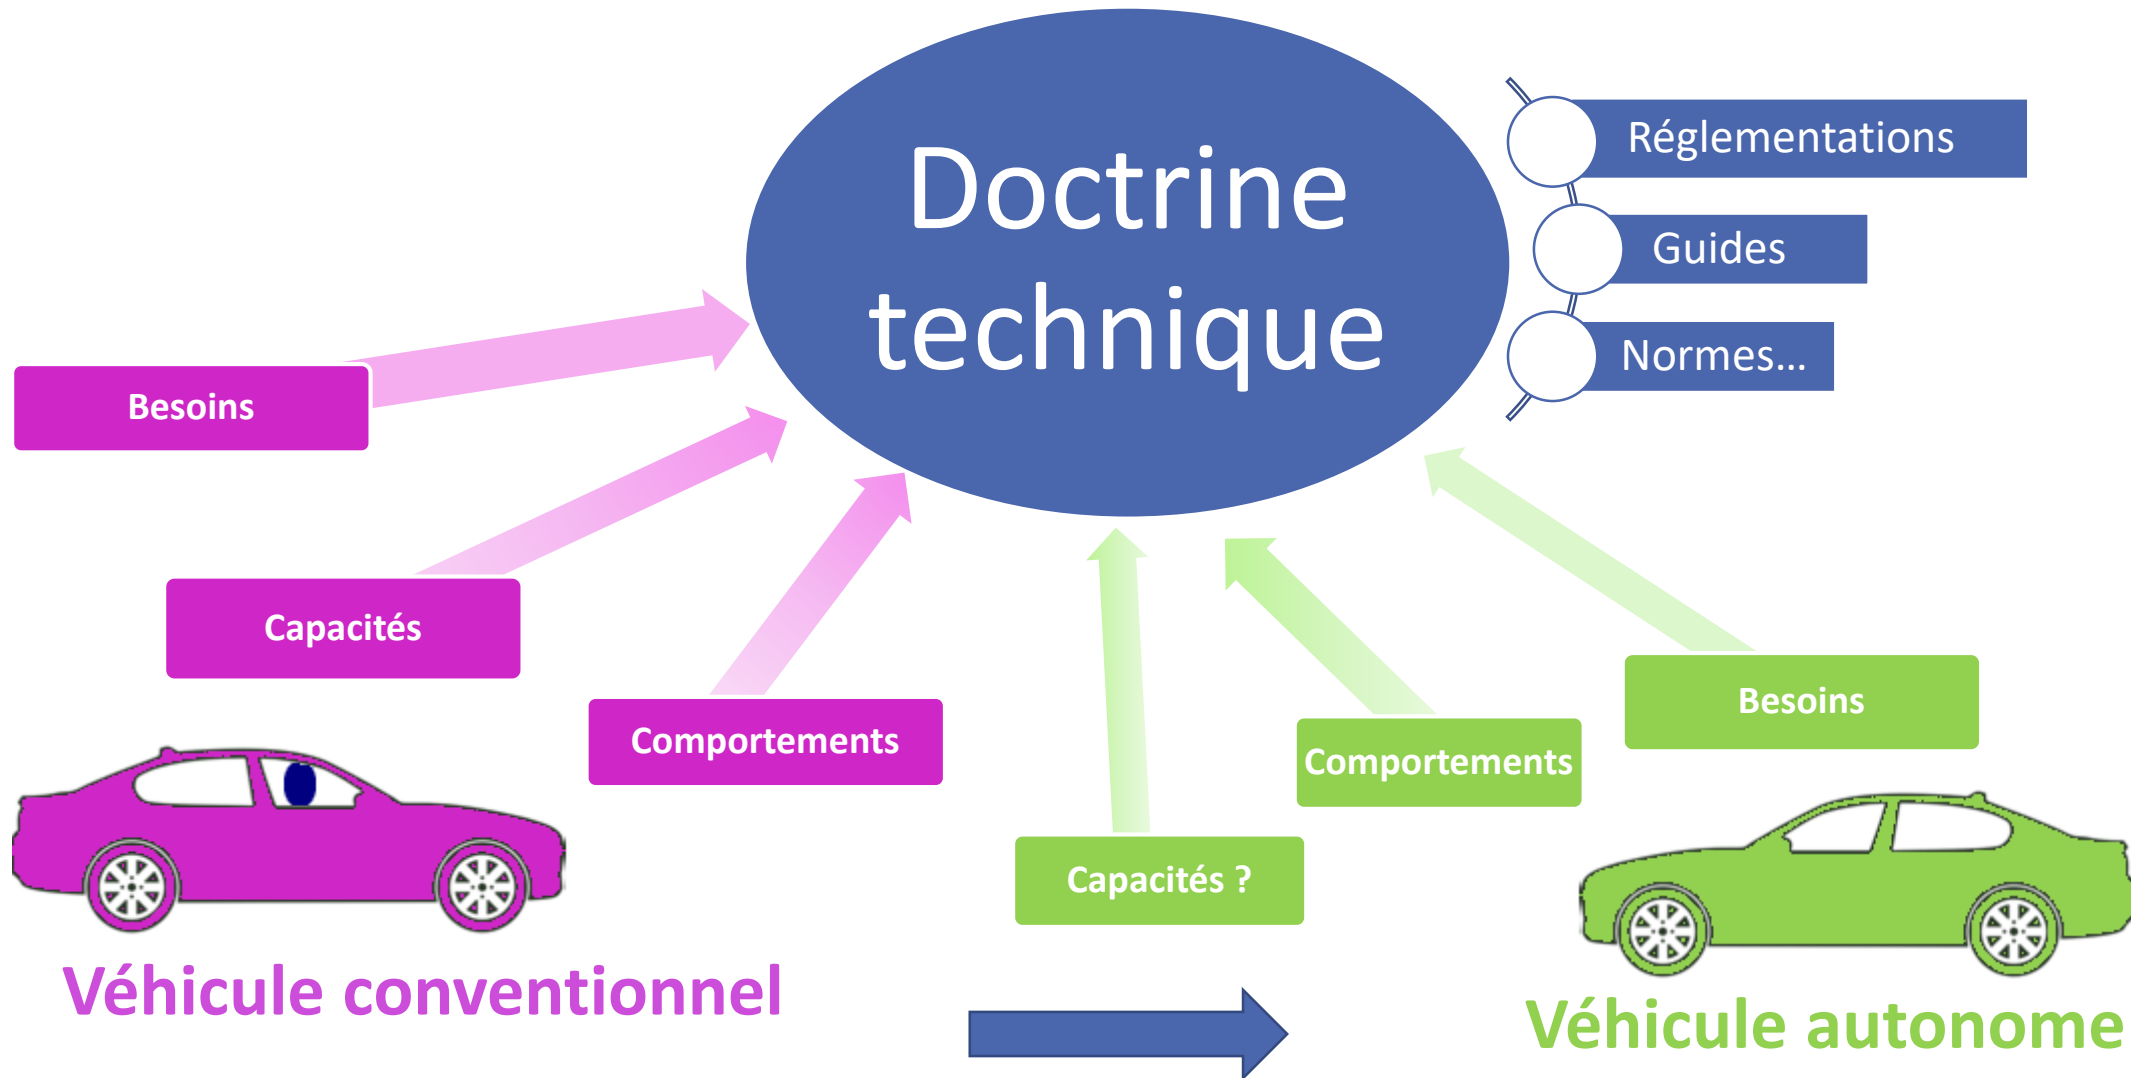 Doctrine
technique
Réglementations
Guides
Normes...
Besoins
Capacités
Comportements
Capacités ?
Comportements
Besoins
Véhicule conventionnel
Véhicule autonome